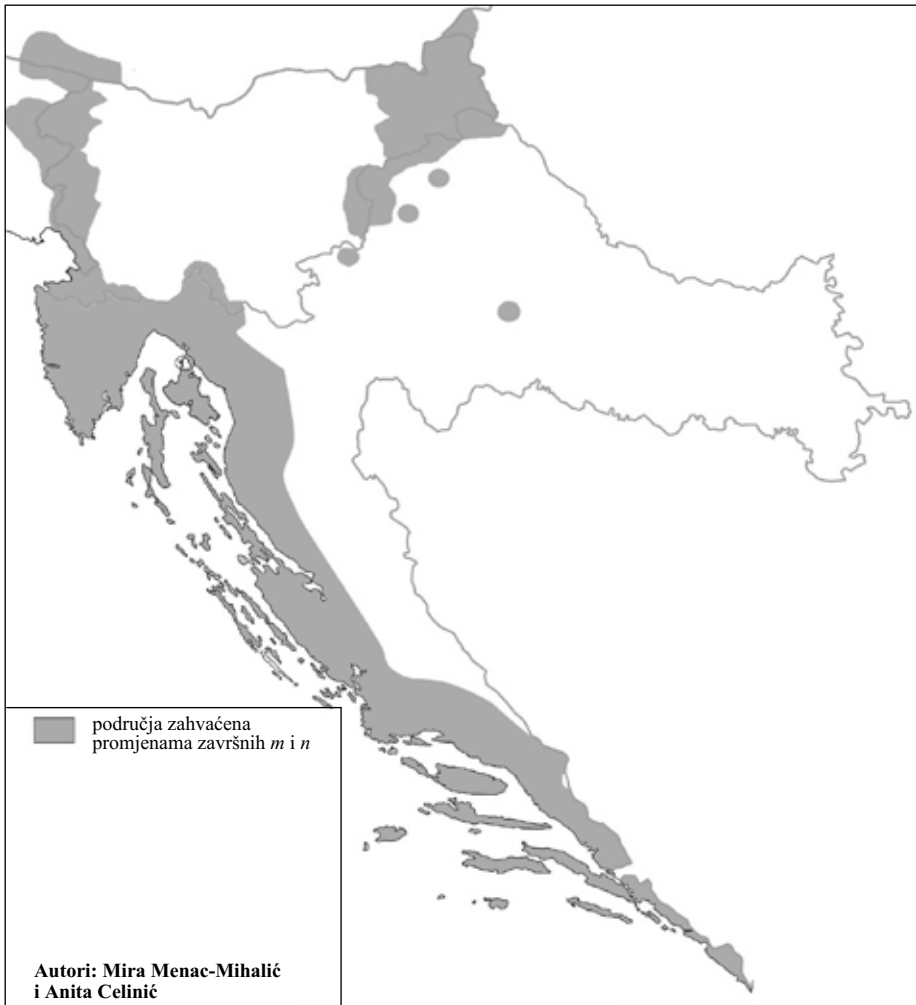 područja zahvaćena
promjenama završnih m i n
Autori: Mira Menac-Mihalić
i Anita Celinić